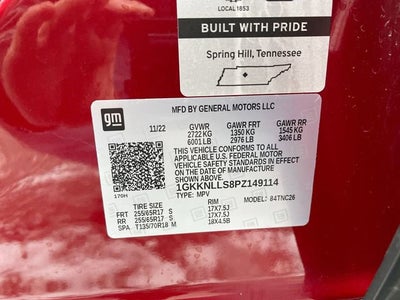 LOCAL 1853
BUILT WITH PRIDE
Spring Hill, Tennessee
gm
MFD BY GENERAL MOTORS LLC
11/22 GVWR GAWR FRT GAWR RR
2722 KG 1350 KG 1545 KG
6001 LB 2976 LB 3406 LB
THIS VEHICLE CONFORMS TO ALL
APPLICABLE U.S. FEDERAL MOTOR
VEHICLE SAFETY STANDARDS IN EFFECT
ON THE DATE OF MANUFACTURE
SHOWN ABOVE.
1GKKNLLS8PZ149114
170H TYPE: MPV
MODEL: 84TNC26
TIRE SIZE RIM
FRT 255/65R17 S 17X7.5J
RR 255/65R17 S 17X7.5J
SPA T135/70R18 M 18X4.5B